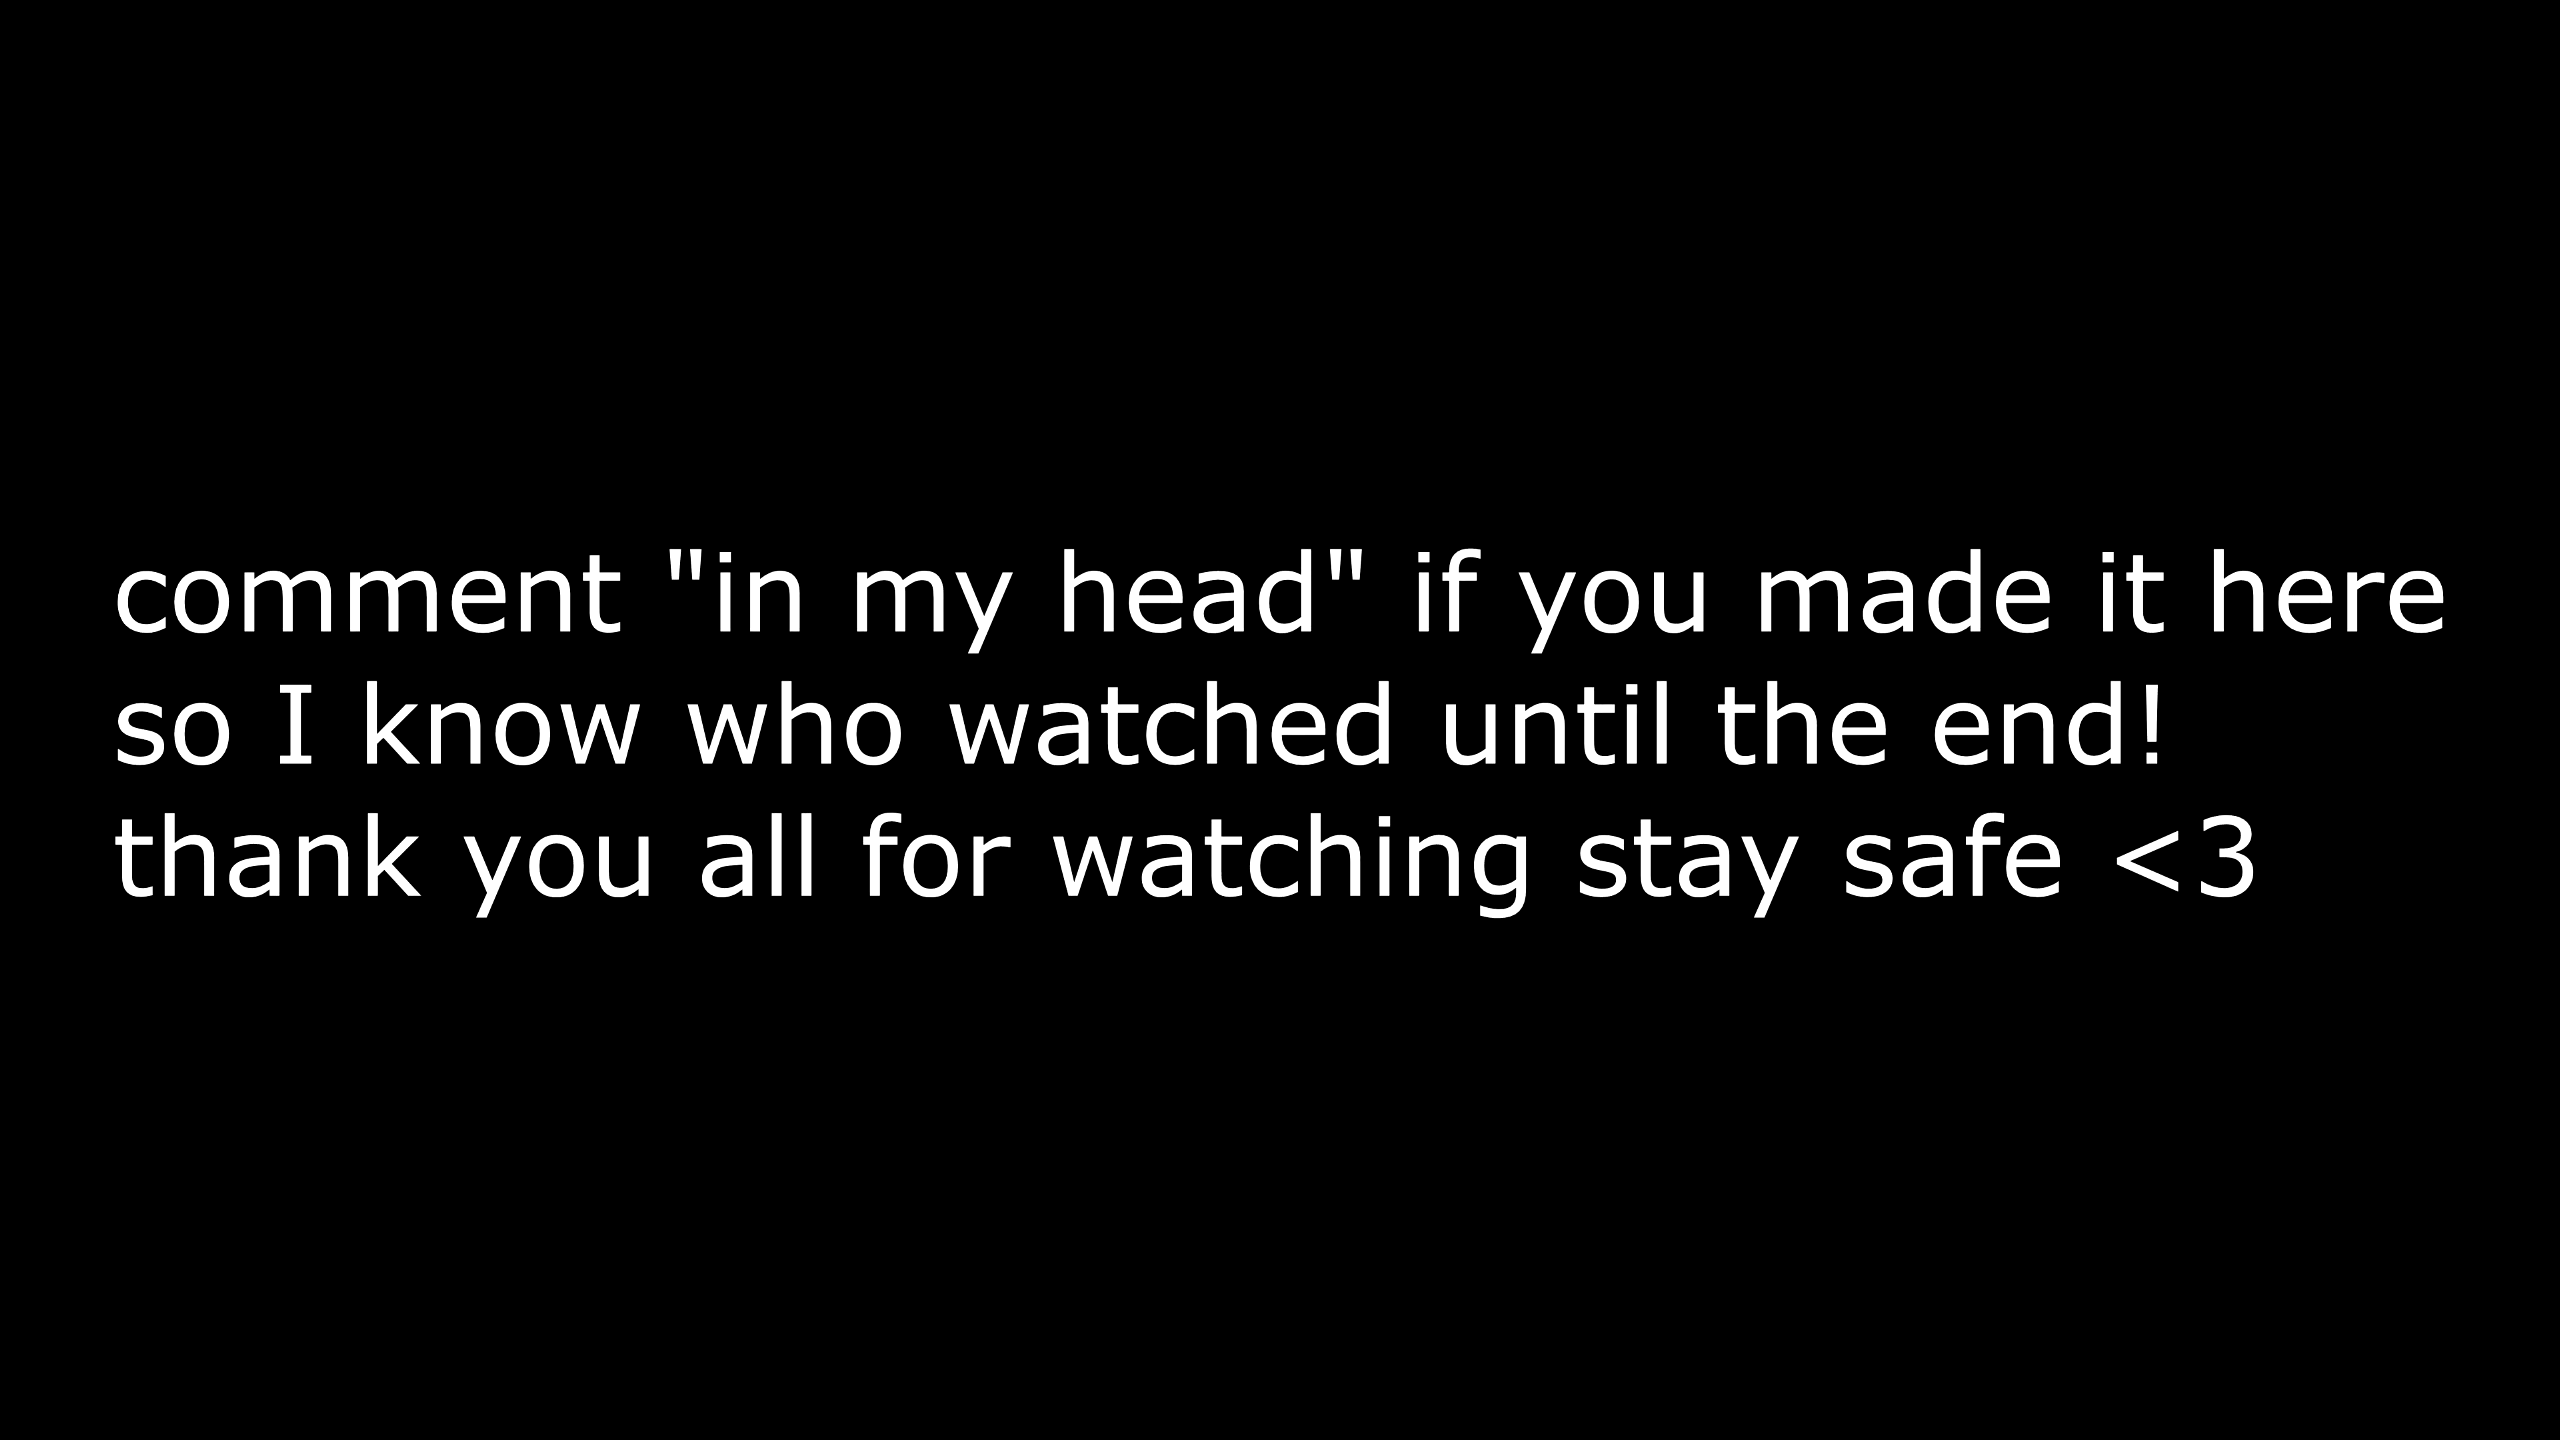 comment "in my head" if you made it here
so I know who watched until the end!
thank you all for watching stay safe <3